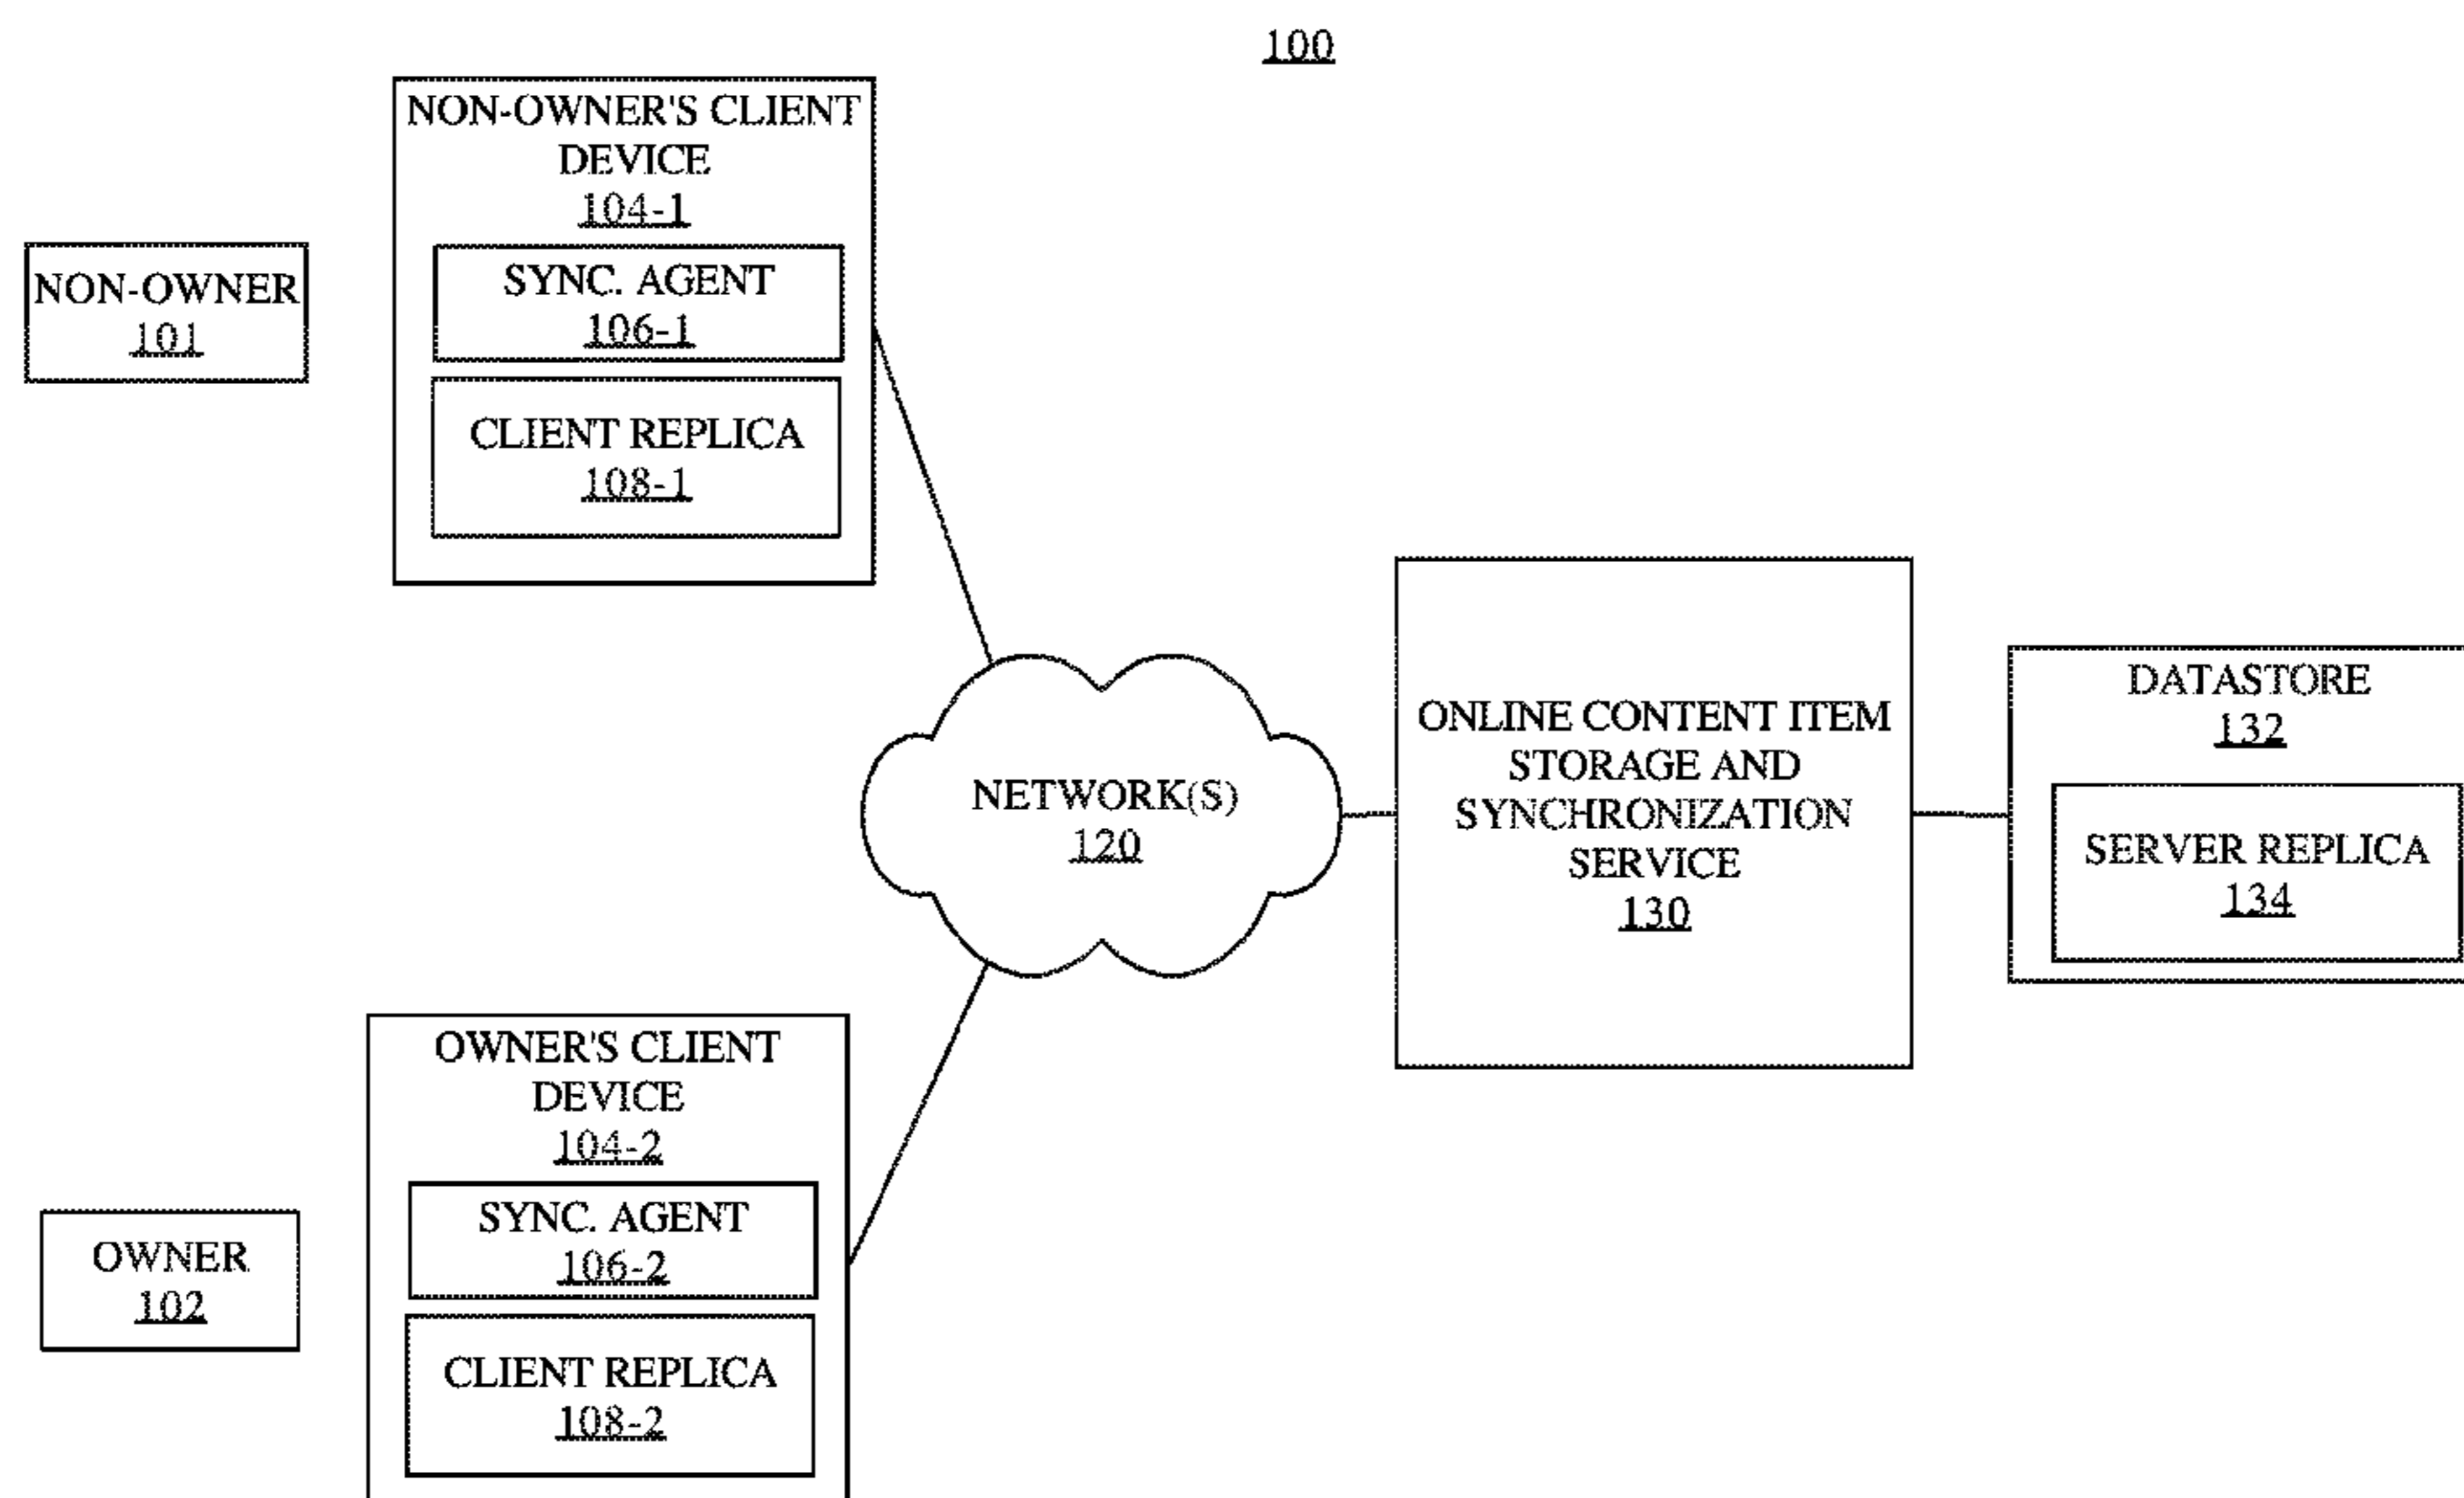 100
NON-OWNER'S CLIENT
DEVICE
104-1
SYNC. AGENT
106-1
CLIENT REPLICA
108-1
NON-OWNER
101
NETWORK(S)
120
ONLINE CONTENT ITEM
STORAGE AND
SYNCHRONIZATION
SERVICE
130
DATASTORE
132
SERVER REPLICA
134
OWNER'S CLIENT
DEVICE
104-2
SYNC. AGENT
106-2
CLIENT REPLICA
108-2
OWNER
102